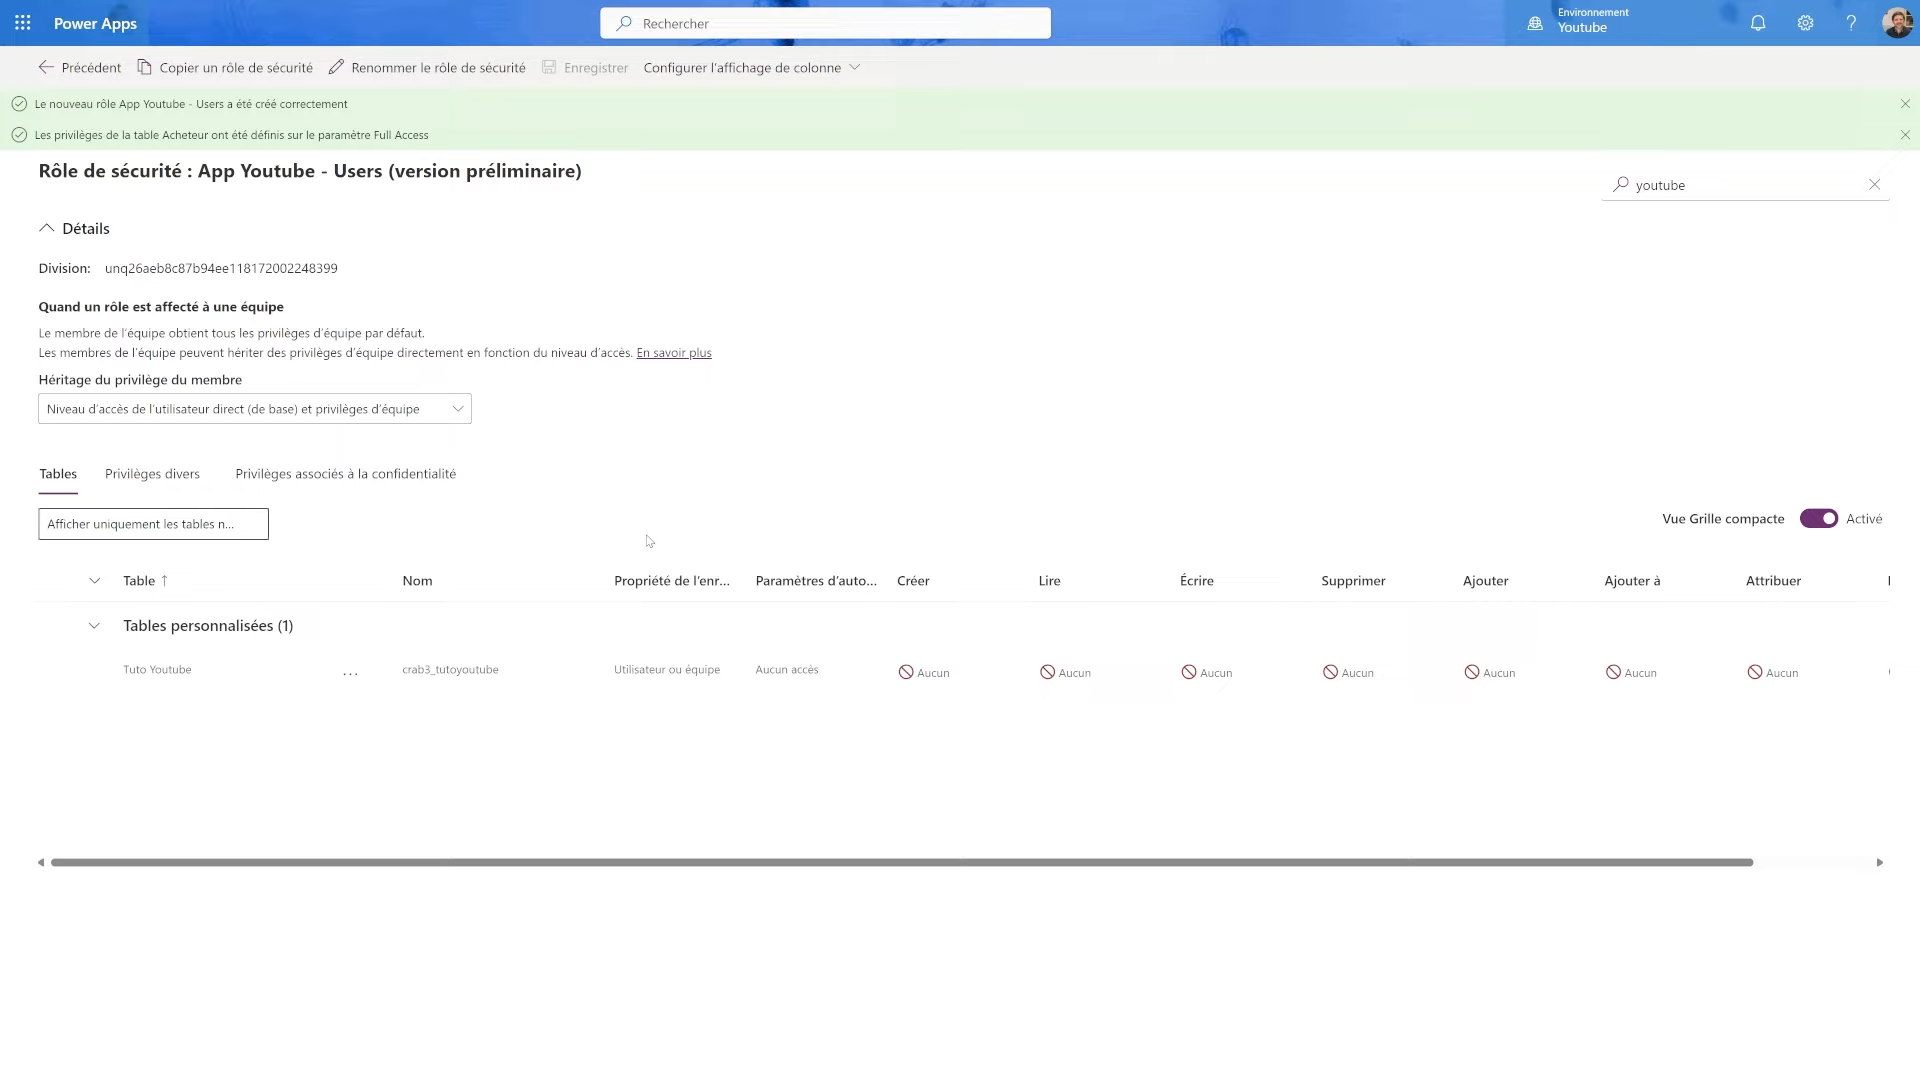 Power Apps
Rechercher
Environnement
Youtube
Précédent
Copier un rôle de sécurité
Renommer le rôle de sécurité
Enregistrer
Configurer l'affichage de colonne
Le nouveau rôle App Youtube - Users a été créé correctement
Les privilèges de la table Acheteur ont été définis sur le paramètre Full Access
Rôle de sécurité : App Youtube - Users (version préliminaire)
youtube
Détails
Division: unq26aeb8c87b94ee118172002248399
Quand un rôle est affecté à une équipe
Le membre de l'équipe obtient tous les privilèges d'équipe par défaut.
Les membres de l'équipe peuvent hériter des privilèges d'équipe directement en fonction du niveau d'accès. En savoir plus
Héritage du privilège du membre
Niveau d'accès de l'utilisateur direct (de base) et privilèges d'équipe
Tables Privilèges divers Privilèges associés à la confidentialité
Afficher uniquement les tables n...
Vue Grille compacte Activé
Table ↑ Nom Propriété de l'enr... Paramètres d'auto... Créer Lire Écrire Supprimer Ajouter Ajouter à Attribuer
Tables personnalisées (1)
Tuto Youtube ... crab3_tutoyoutube Utilisateur ou équipe Aucun accès Aucun Aucun Aucun Aucun Aucun Aucun Aucun